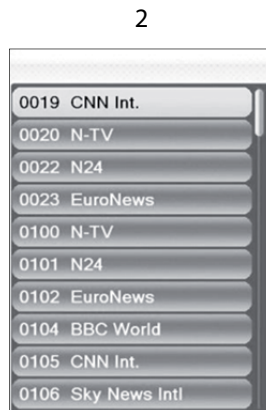 2
0019 CNN Int.
0020 N-TV
0022 N24
0023 EuroNews
0100 N-TV
0101 N24
0102 EuroNews
0104 BBC World
0105 CNN Int.
0106 Sky News Intl